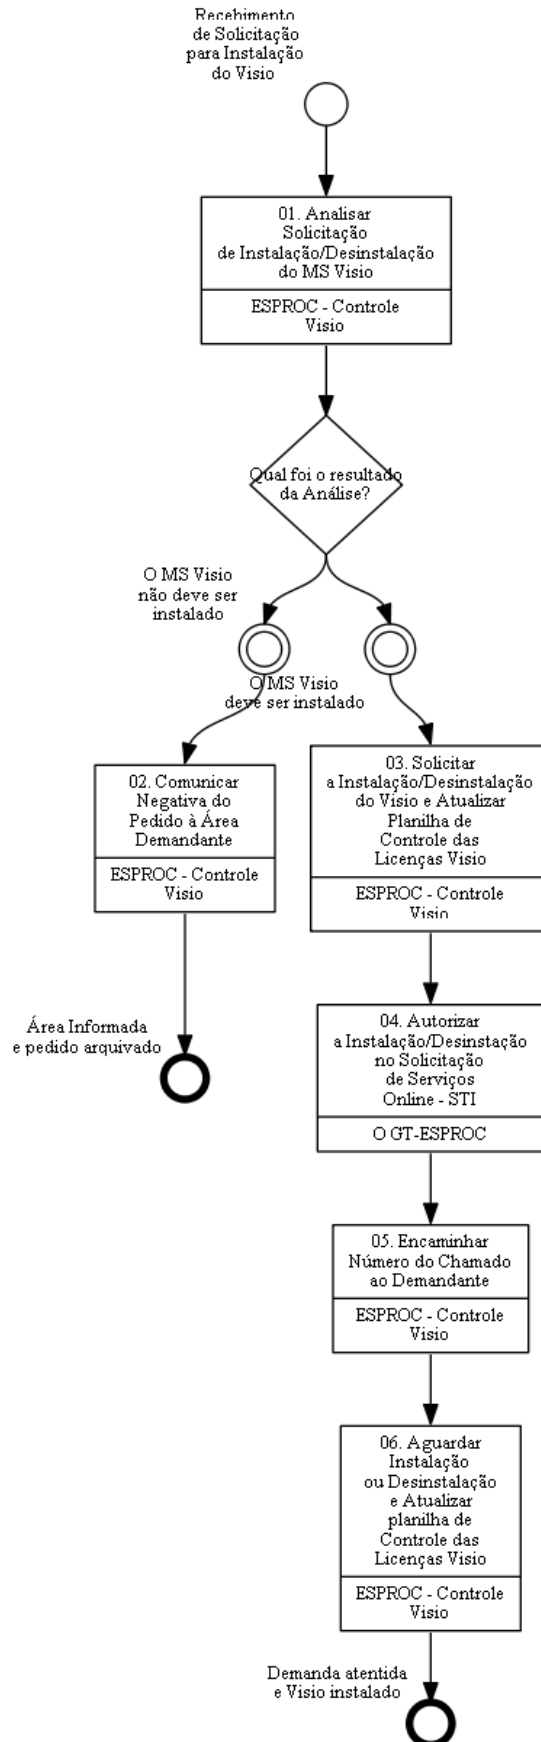 Recebimento
de Solicitação
para Instalação
do Visio
01. Analisar
Solicitação
de Instalação/Desinstalação
do MS Visio
ESPROC - Controle
Visio
Qual foi o resultado
da Análise?
O MS Visio
não deve ser
instalado
O MS Visio
deve ser instalado
02. Comunicar
Negativa do
Pedido à Área
Demandante
ESPROC - Controle
Visio
03. Solicitar
a Instalação/Desinstalação
do Visio e Atualizar
Planilha de
Controle das
Licenças Visio
ESPROC - Controle
Visio
Área Informada
e pedido arquivado
04. Autorizar
a Instalação/Desinstação
no Solicitação
de Serviços
Online - STI
O GT-ESPROC
05. Encaminhar
Número do Chamado
ao Demandante
ESPROC - Controle
Visio
06. Aguardar
Instalação
ou Desinstalação
e Atualizar
planilha de
Controle das
Licenças Visio
ESPROC - Controle
Visio
Demanda atentida
e Visio instalado